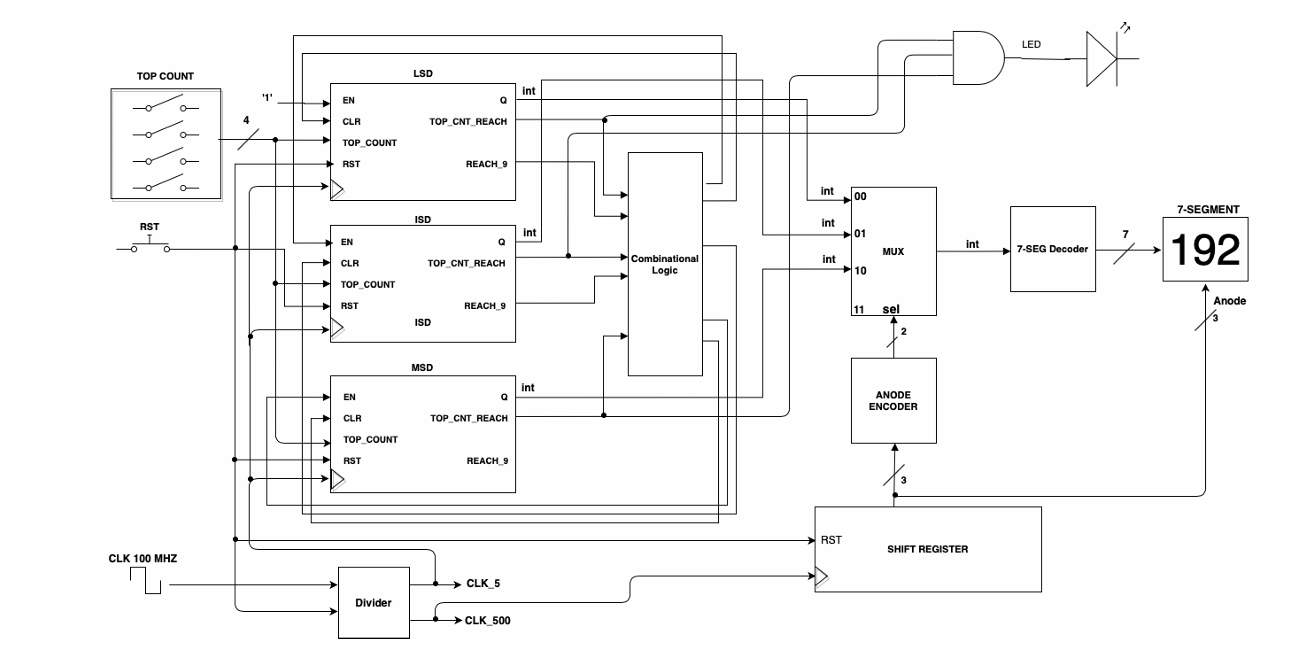 TOP COUNT
4
RST
CLK 100 MHZ
'1'
LSD
EN
Q
int
CLR
TOP_CNT_REACH
TOP_COUNT
RST
REACH_9
ISD
EN
Q
int
CLR
TOP_CNT_REACH
TOP_COUNT
RST
REACH_9
ISD
MSD
EN
Q
int
CLR
TOP_CNT_REACH
TOP_COUNT
RST
REACH_9
Divider
CLK_5
CLK_500
Combinational
Logic
LED
int
00
int
01
int
10
MUX
11
sel
2
int
7-SEG Decoder
7
7-SEGMENT
192
Anode
3
ANODE
ENCODER
3
RST
SHIFT REGISTER